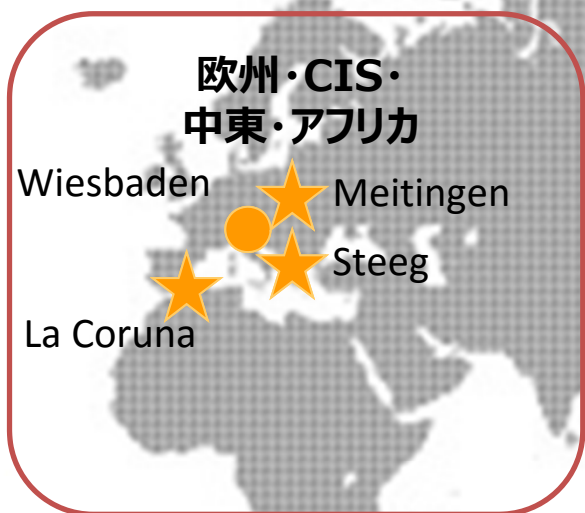 欧州･CIS･
中東･アフリカ
Wiesbaden
Meitingen
Steeg
La Coruna